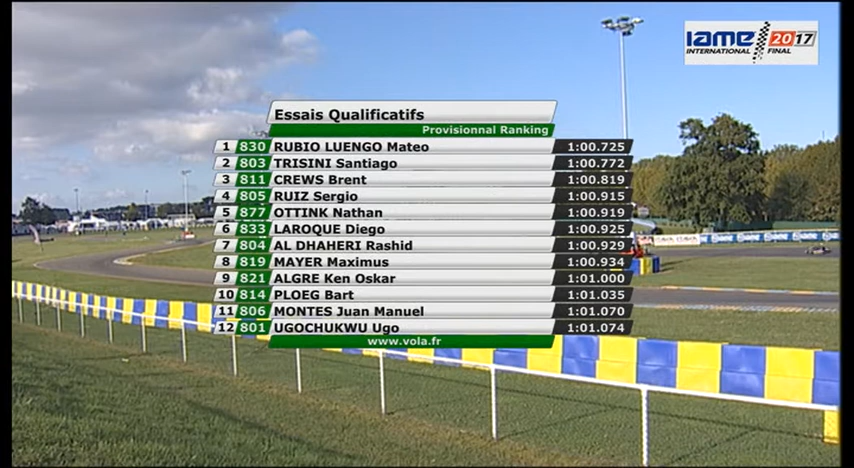 IAME 2017
INTERNATIONAL FINAL
Essais Qualificatifs
Provisionnal Ranking
1 830 RUBIO LUENGO Mateo 1:00.725
2 803 TRISINI Santiago 1:00.772
3 811 CREWS Brent 1:00.819
4 805 RUIZ Sergio 1:00.915
5 877 OTTINK Nathan 1:00.919
6 833 LAROQUE Diego 1:00.925
7 804 AL DHAHERI Rashid 1:00.929
8 819 MAYER Maximus 1:00.934
9 821 ALGRE Ken Oskar 1:01.000
10 814 PLOEG Bart 1:01.035
11 806 MONTES Juan Manuel 1:01.070
12 801 UGOCHUKWU Ugo 1:01.074
www.vola.fr